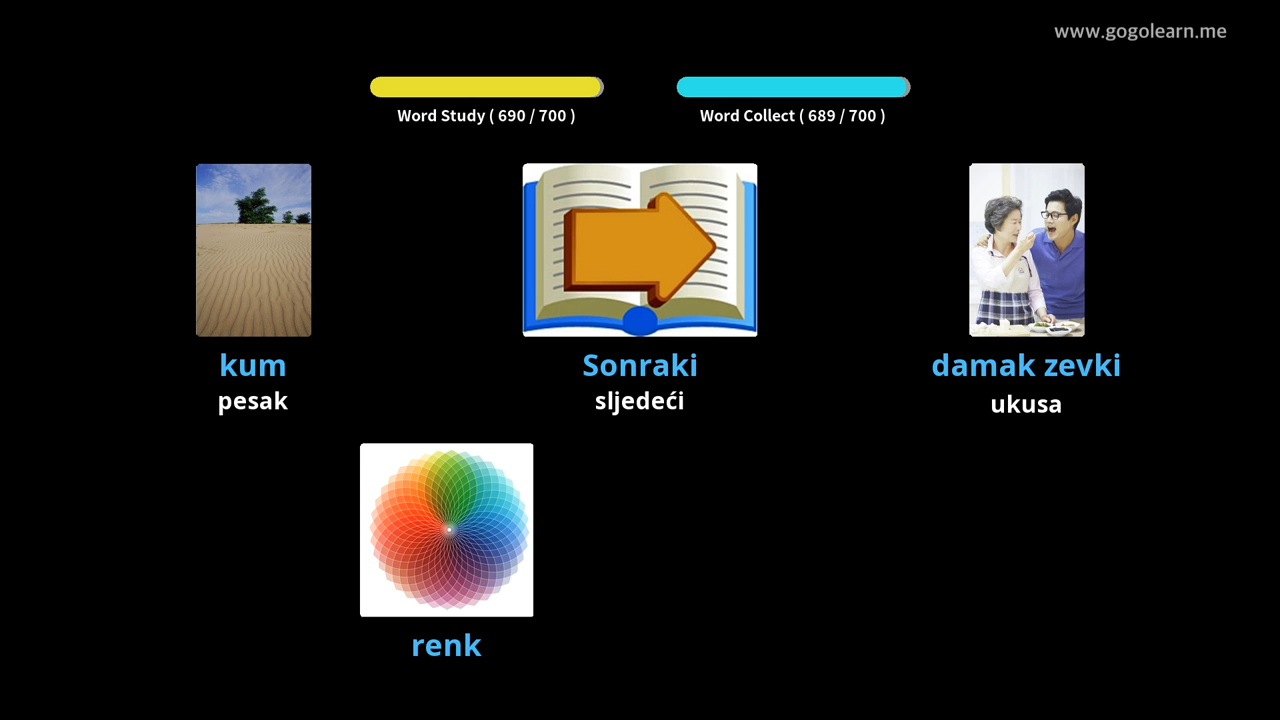 www.gogolearn.me
Word Study ( 690 / 700 )
Word Collect ( 689 / 700 )
kum
pesak
Sonraki
sljedeći
damak zevki
ukusa
renk